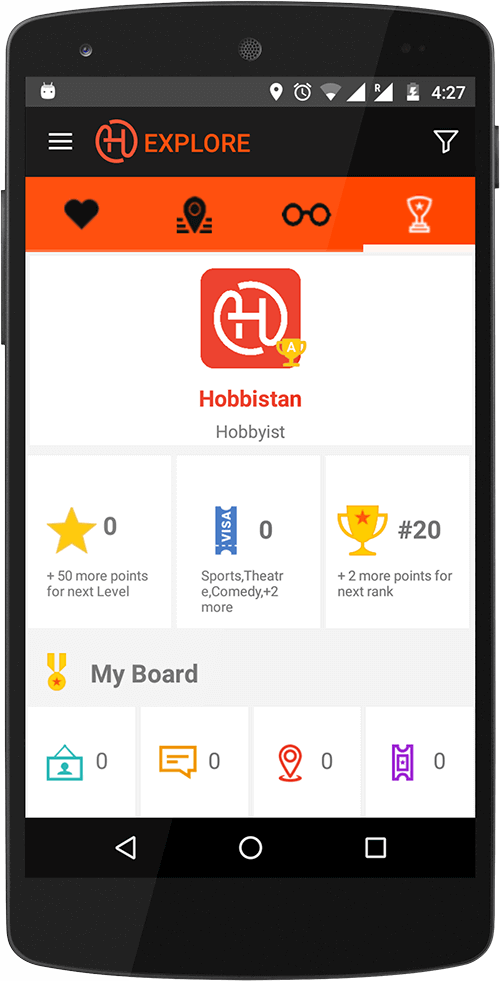 R
4:27
H EXPLORE
H
A
Hobbistan
Hobbyist
0
+ 50 more points
for next Level
VISA
0
Sports,Theatr
e,Comedy,+2
more
#20
+ 2 more points for
next rank
My Board
0
0
0
0